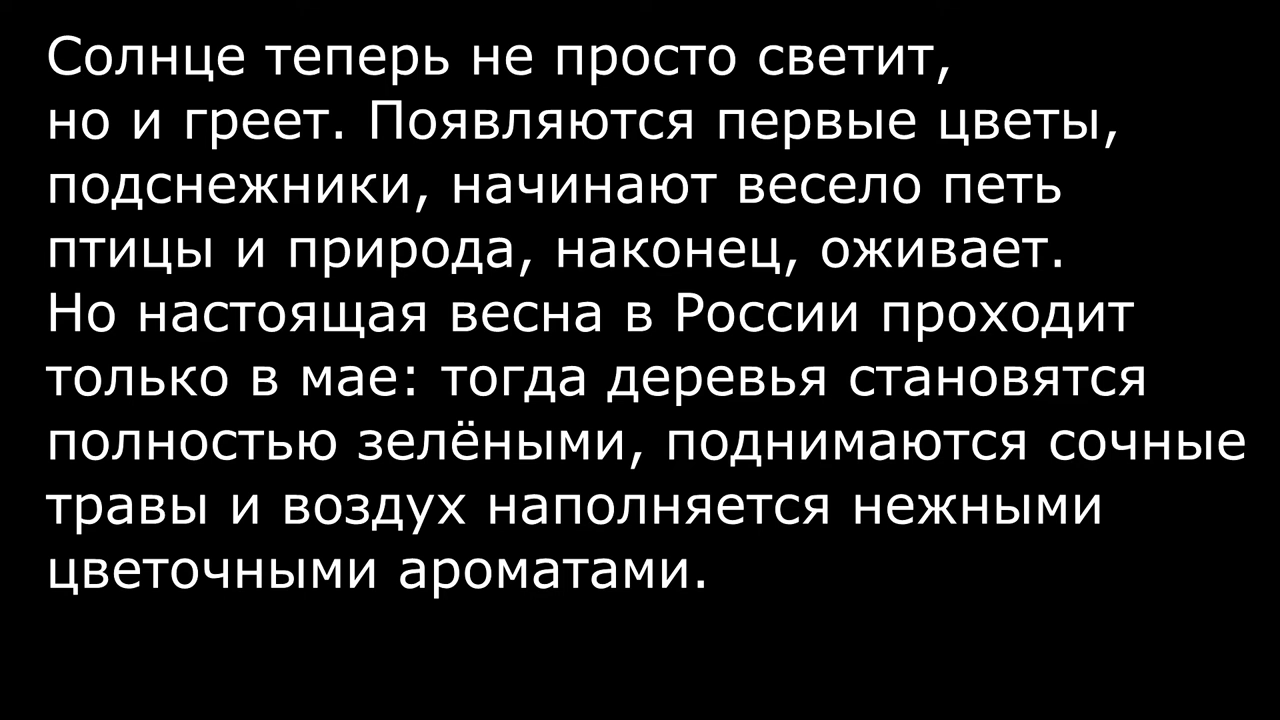 Солнце теперь не просто светит,
но и греет. Появляются первые цветы,
подснежники, начинают весело петь
птицы и природа, наконец, оживает.
Но настоящая весна в России проходит
только в мае: тогда деревья становятся
полностью зелёными, поднимаются сочные
травы и воздух наполняется нежными
цветочными ароматами.